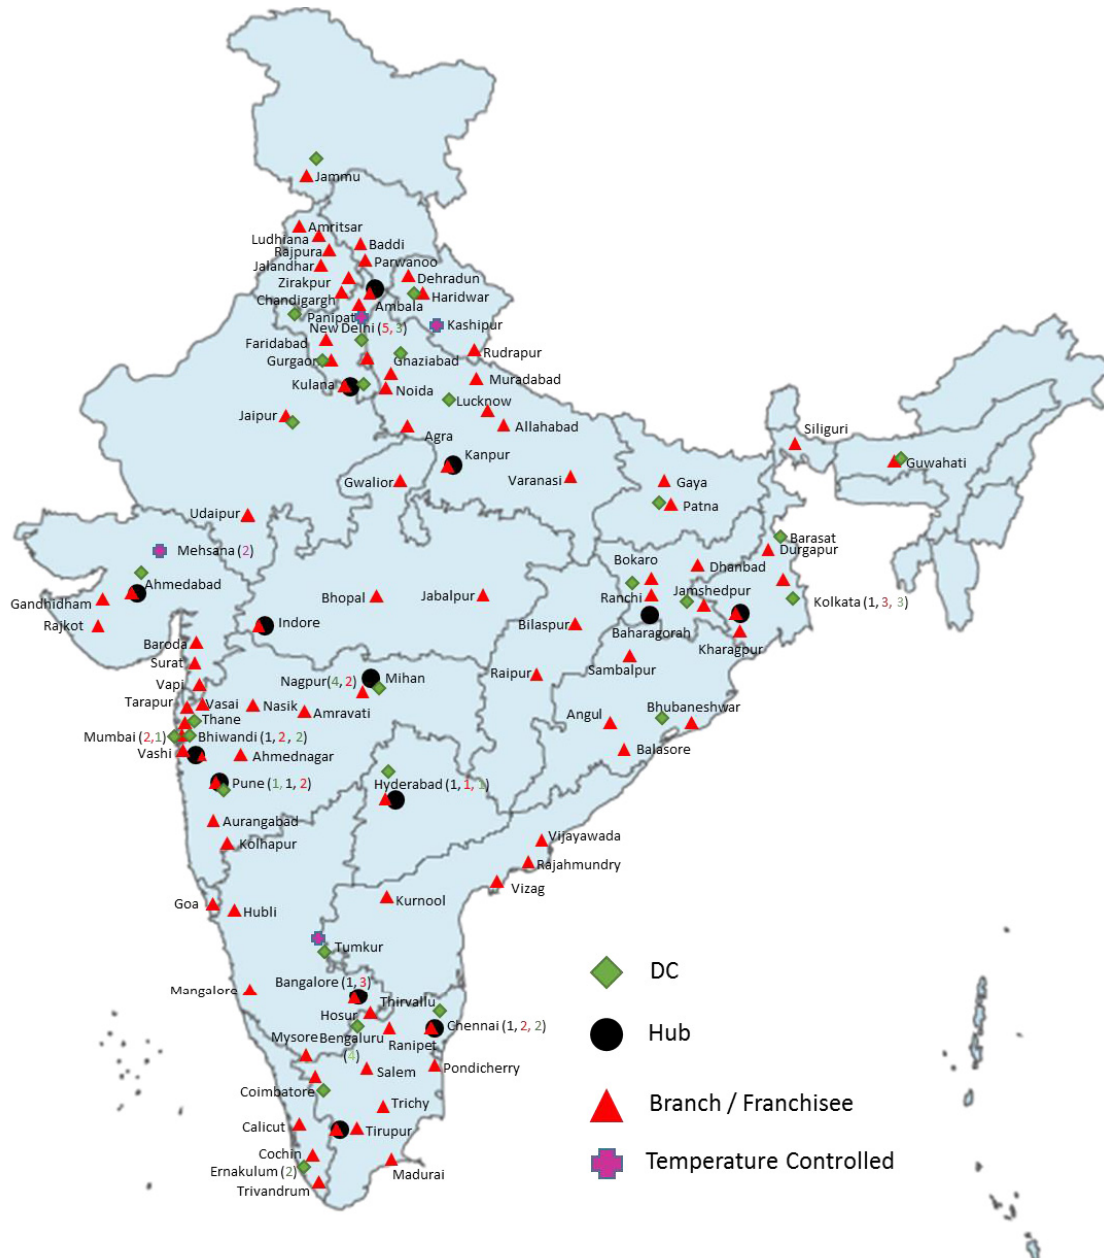 Jammu
Amritsar
Ludhiana
Baddi
Rajpura
Parwanoo
Jalandhar
Dehradun
Zirakpur
Haridwar
Chandigargh
Ambala
Panipat
Kashipur
New Delhi (5, 3)
Faridabad
Rudrapur
Gurgaon
Ghaziabad
Muradabad
Kulana
Noida
Lucknow
Jaipur
Allahabad
Agra
Siliguri
Kanpur
Guwahati
Gwalior
Varanasi
Gaya
Patna
Udaipur
Barasat
Mehsana (2)
Durgapur
Bokaro
Dhanbad
Ahmedabad
Jamshedpur
Gandhidham
Bhopal
Jabalpur
Ranchi
Kolkata (1, 3, 3)
Rajkot
Indore
Bilaspur
Baharagorah
Baroda
Kharagpur
Surat
Sambalpur
Vapi
Nagpur(4, 2)
Mihan
Raipur
Tarapur
Vasai
Nasik
Amravati
Bhubaneshwar
Thane
Angul
Mumbai (2,1)
Bhiwandi (1, 2 , 2)
Vashi
Ahmednagar
Balasore
Pune (1, 1, 2)
Hyderabad (1, 1, 1)
Aurangabad
Kolhapur
Vijayawada
Rajahmundry
Vizag
Goa
Hubli
Kurnool
Tumkur
DC
Bangalore (1, 3)
Mangalore
Thirvallu
Hosur
Chennai (1, 2, 2)
Hub
Mysore
Bengaluru
(4)
Ranipet
Salem
Pondicherry
Coimbatore
Trichy
Branch / Franchisee
Calicut
Tirupur
Cochin
Ernakulum (2)
Madurai
Temperature Controlled
Trivandrum